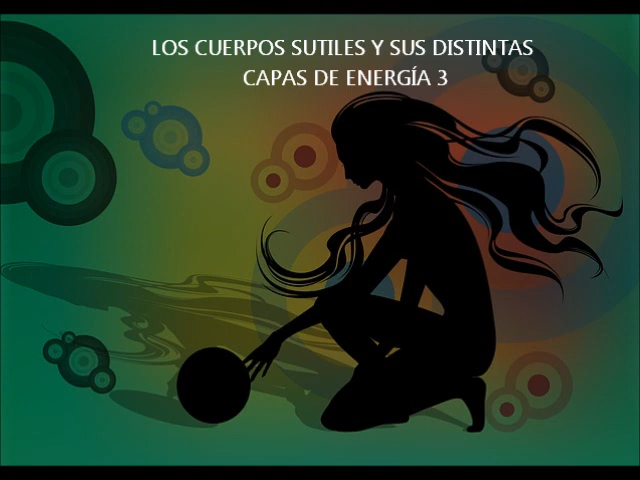 LOS CUERPOS SUTILES Y SUS DISTINTAS
CAPAS DE ENERGÍA 3